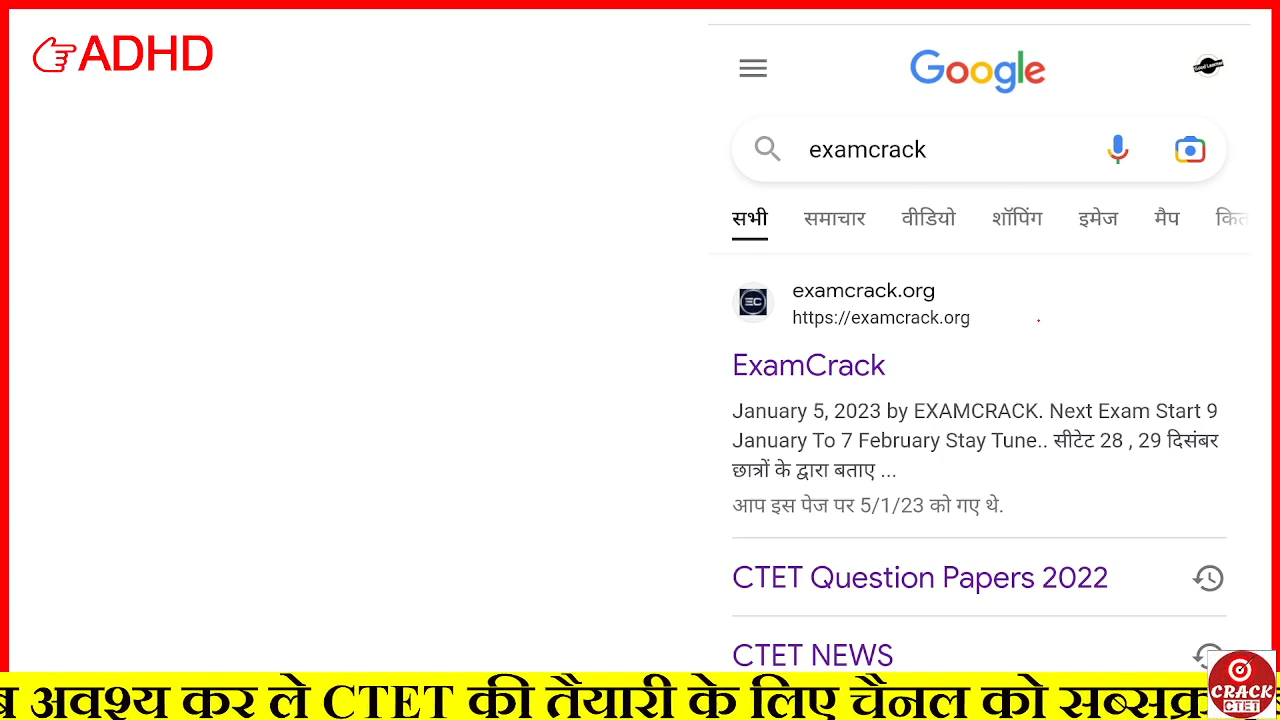 ADHD
Google
examcrack
सभी समाचार वीडियो शॉपिंग इमेज मैप
EC
examcrack.org
https://examcrack.org
ExamCrack
January 5, 2023 by EXAMCRACK. Next Exam Start 9
January To 7 February Stay Tune.. सीटेट 28 , 29 दिसंबर
छात्रों के द्वारा बताए ...
आप इस पेज पर 5/1/23 को गए थे.
CTET Question Papers 2022
CTET NEWS
अवश्य कर ले CTET की तैयारी के लिए चैनल को
CRACK
CTET